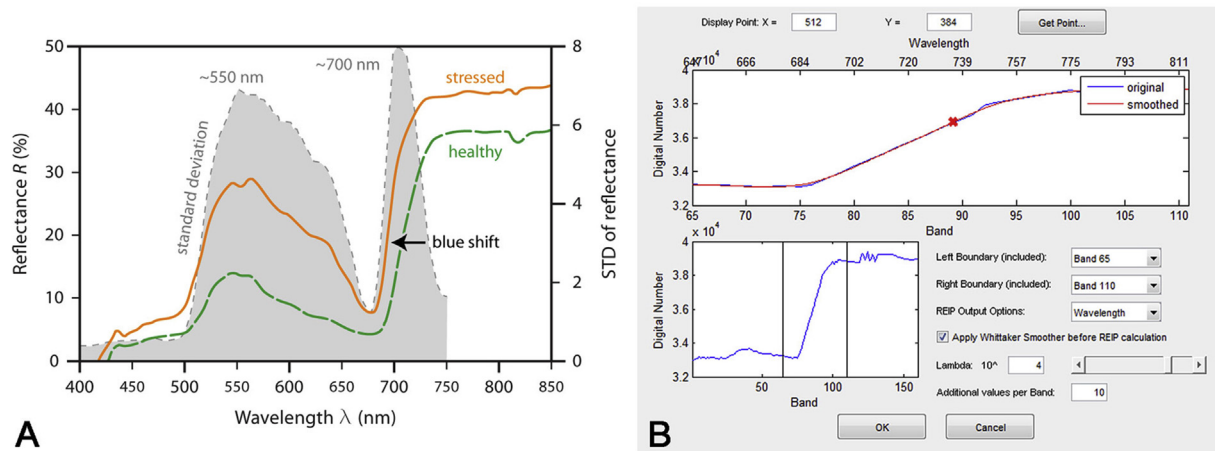 50
40
30
20
10
0
Reflectance R (%)
~550 nm
~700 nm
stressed
healthy
blue shift
standard deviation
8
6
4
2
0
STD of reflectance
400 450 500 550 600 650 700 750 800 850
Wavelength λ (nm)
A
Display Point: X = 512 Y = 384 Get Point...
Wavelength
x 10^4
647 666 684 702 720 739 757 775 793 811
4
3.8
3.6
3.4
3.2
Digital Number
original
smoothed
65 70 75 80 85 90 95 100 105 110
Band
x 10^4
4
3.8
3.6
3.4
3.2
Digital Number
50 100 150
Band
Left Boundary (included): Band 65
Right Boundary (included): Band 110
REIP Output Options: Wavelength
Apply Whittaker Smoother before REIP calculation
Lambda: 10^ 4
Additional values per Band: 10
OK Cancel
B